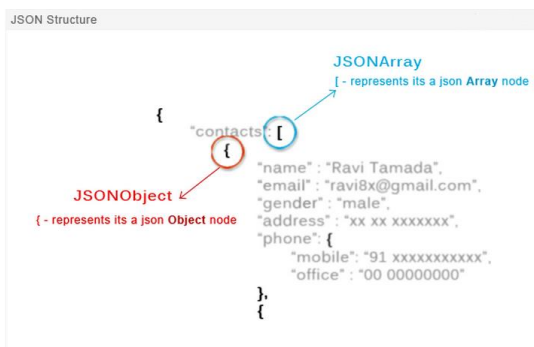 JSON Structure
JSONArray
[ - represents its a json Array node
{
"contacts": [
{
"name" : "Ravi Tamada",
"email" : "ravi8x@gmail.com",
"gender" : "male",
"address" : "xx xx xxxxxxx",
"phone": {
"mobile": "91 xxxxxxxxxxx",
"office" : "00 00000000"
},
{
JSONObject
{ - represents its a json Object node